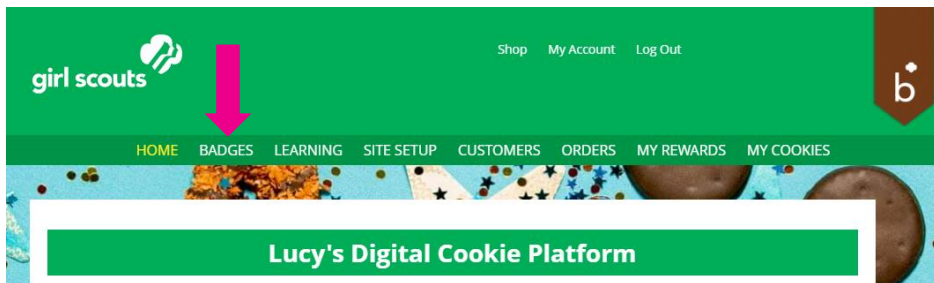 Shop My Account Log Out
girl scouts
b
HOME BADGES LEARNING SITE SETUP CUSTOMERS ORDERS MY REWARDS MY COOKIES
Lucy's Digital Cookie Platform